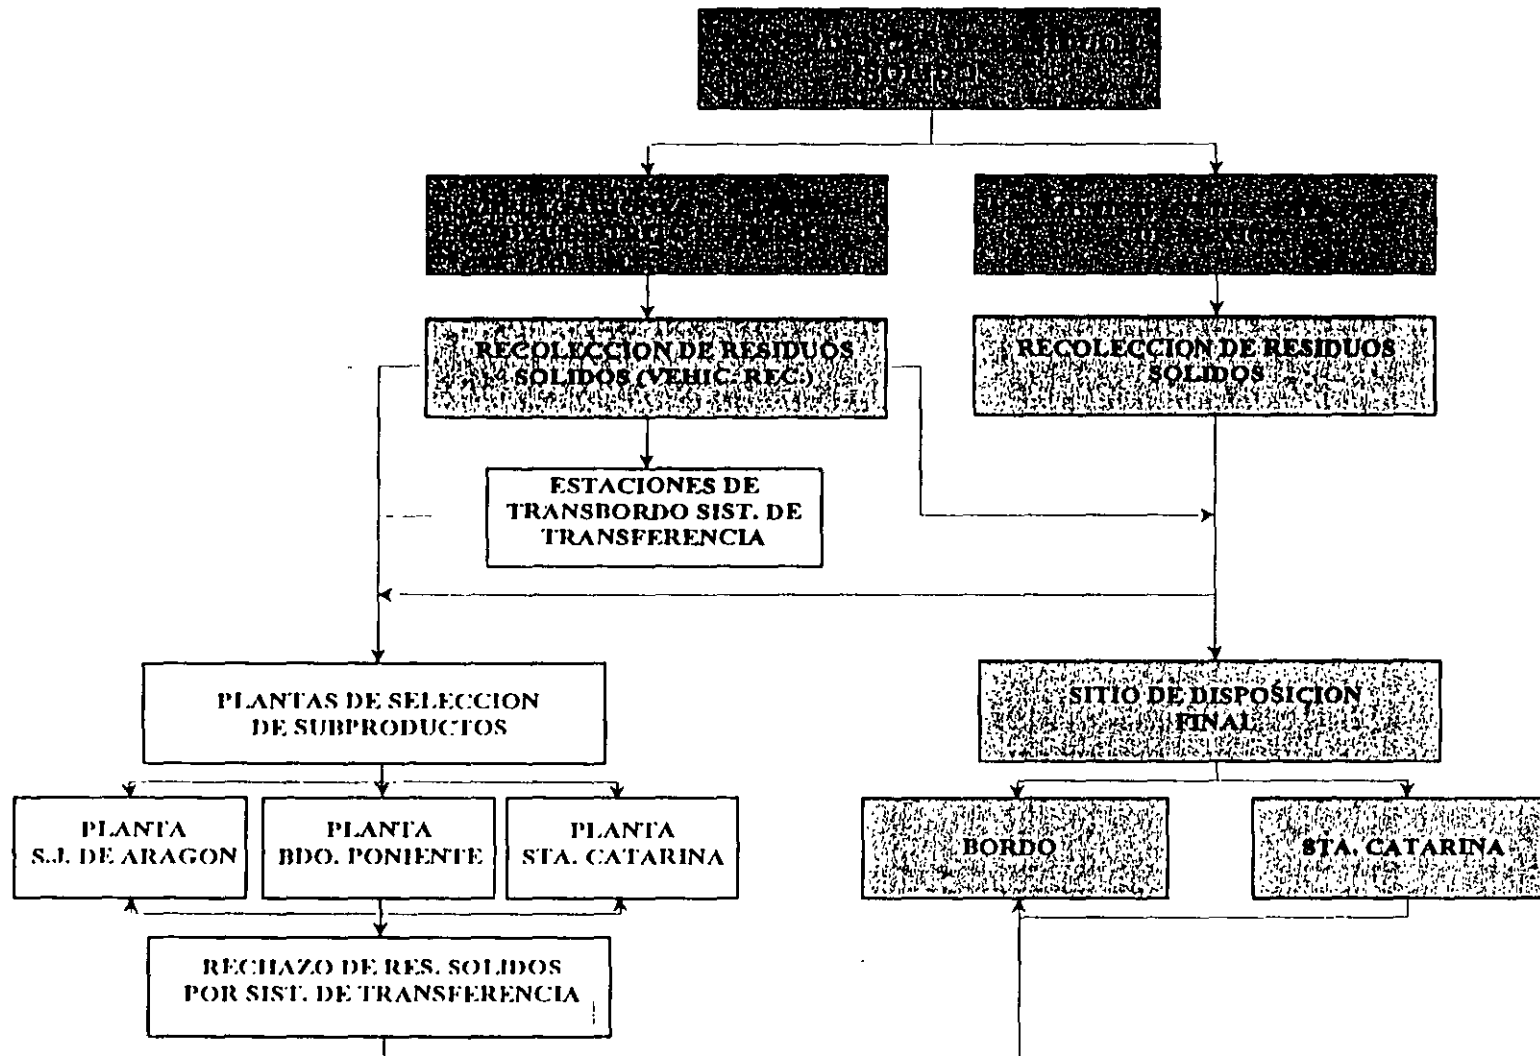 SOLIDOS
RECOLECCION DE RESIDUOS
SOLIDOS (VEHIC. REC.)
RECOLECCION DE RESIDUOS
SOLIDOS
ESTACIONES DE
TRANSBORDO SIST. DE
TRANSFERENCIA
PLANTAS DE SELECCION
DE SUBPRODUCTOS
SITIO DE DISPOSICION
FINAL
PLANTA
S.J. DE ARAGON
PLANTA
BDO. PONIENTE
PLANTA
STA. CATARINA
BORDO
STA. CATARINA
RECHAZO DE RES. SOLIDOS
POR SIST. DE TRANSFERENCIA